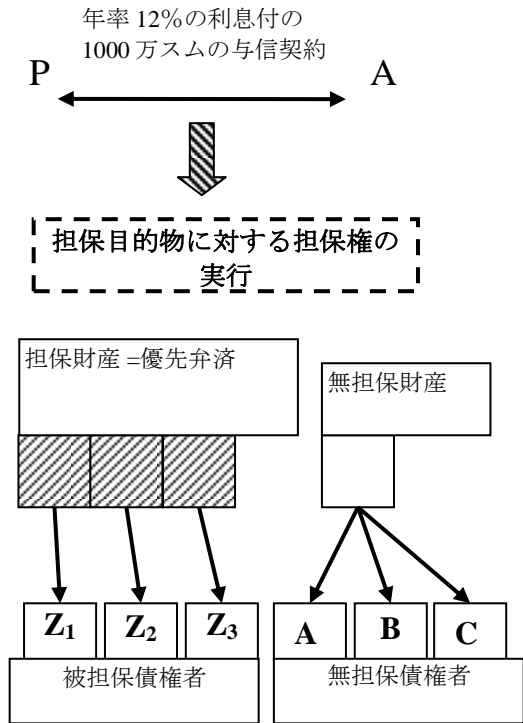 年率 12%の利息付の
1000 万スムの与信契約
P A
担保目的物に対する担保権の
実行
担保財産 =優先弁済
無担保財産
Z₁ Z₂ Z₃ A B C
被担保債権者 無担保債権者